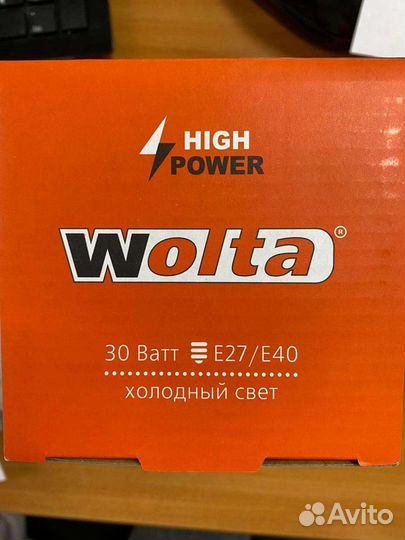 HIGH
POWER
Wolta®
30 Ватт E27/E40
холодный свет
Avito